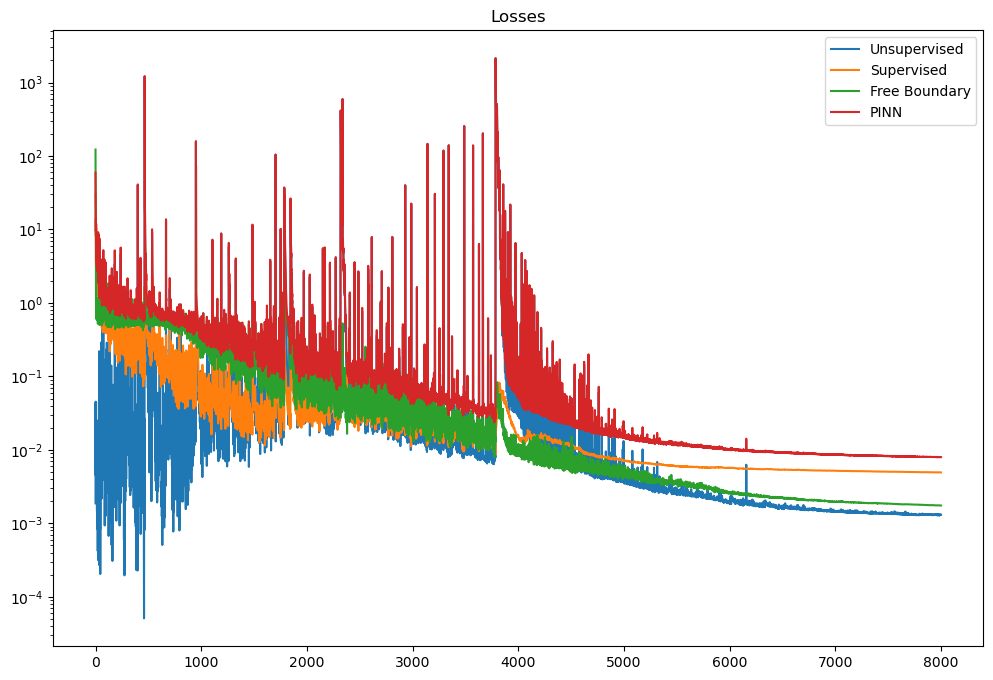 Losses
Unsupervised
Supervised
Free Boundary
PINN
10³
10²
10¹
10⁰
10⁻¹
10⁻²
10⁻³
10⁻⁴
0 1000 2000 3000 4000 5000 6000 7000 8000